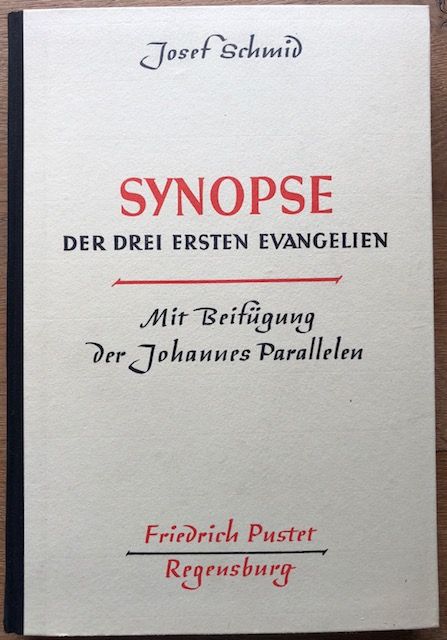 Josef Schmid
SYNOPSE
DER DREI ERSTEN EVANGELIEN
Mit Beifügung
der Johannes Parallelen
Friedrich Pustet
Regensburg